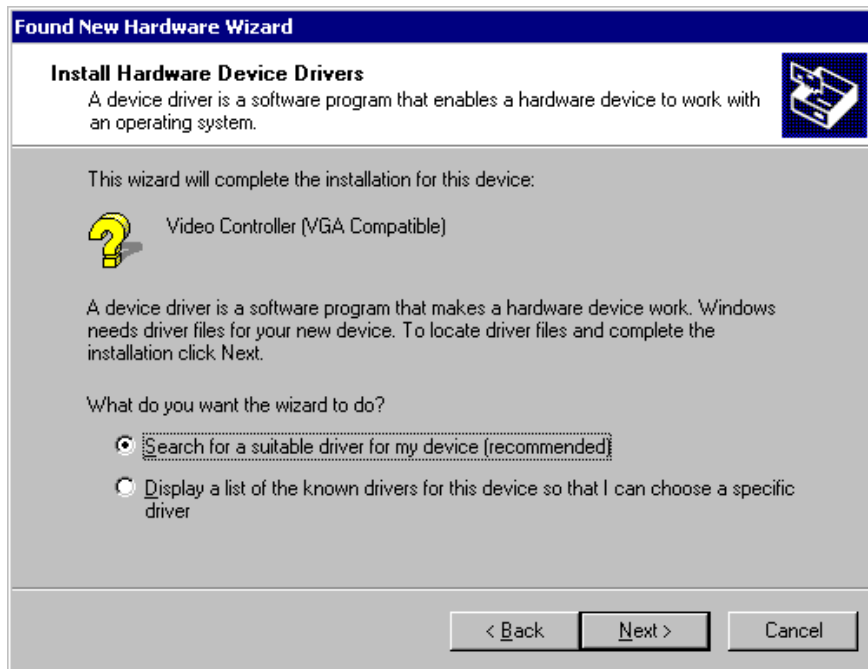 Found New Hardware Wizard
Install Hardware Device Drivers
A device driver is a software program that enables a hardware device to work with
an operating system.
This wizard will complete the installation for this device:
Video Controller (VGA Compatible)
A device driver is a software program that makes a hardware device work. Windows
needs driver files for your new device. To locate driver files and complete the
installation click Next.
What do you want the wizard to do?
Search for a suitable driver for my device (recommended)
Display a list of the known drivers for this device so that I can choose a specific
driver
< Back Next > Cancel